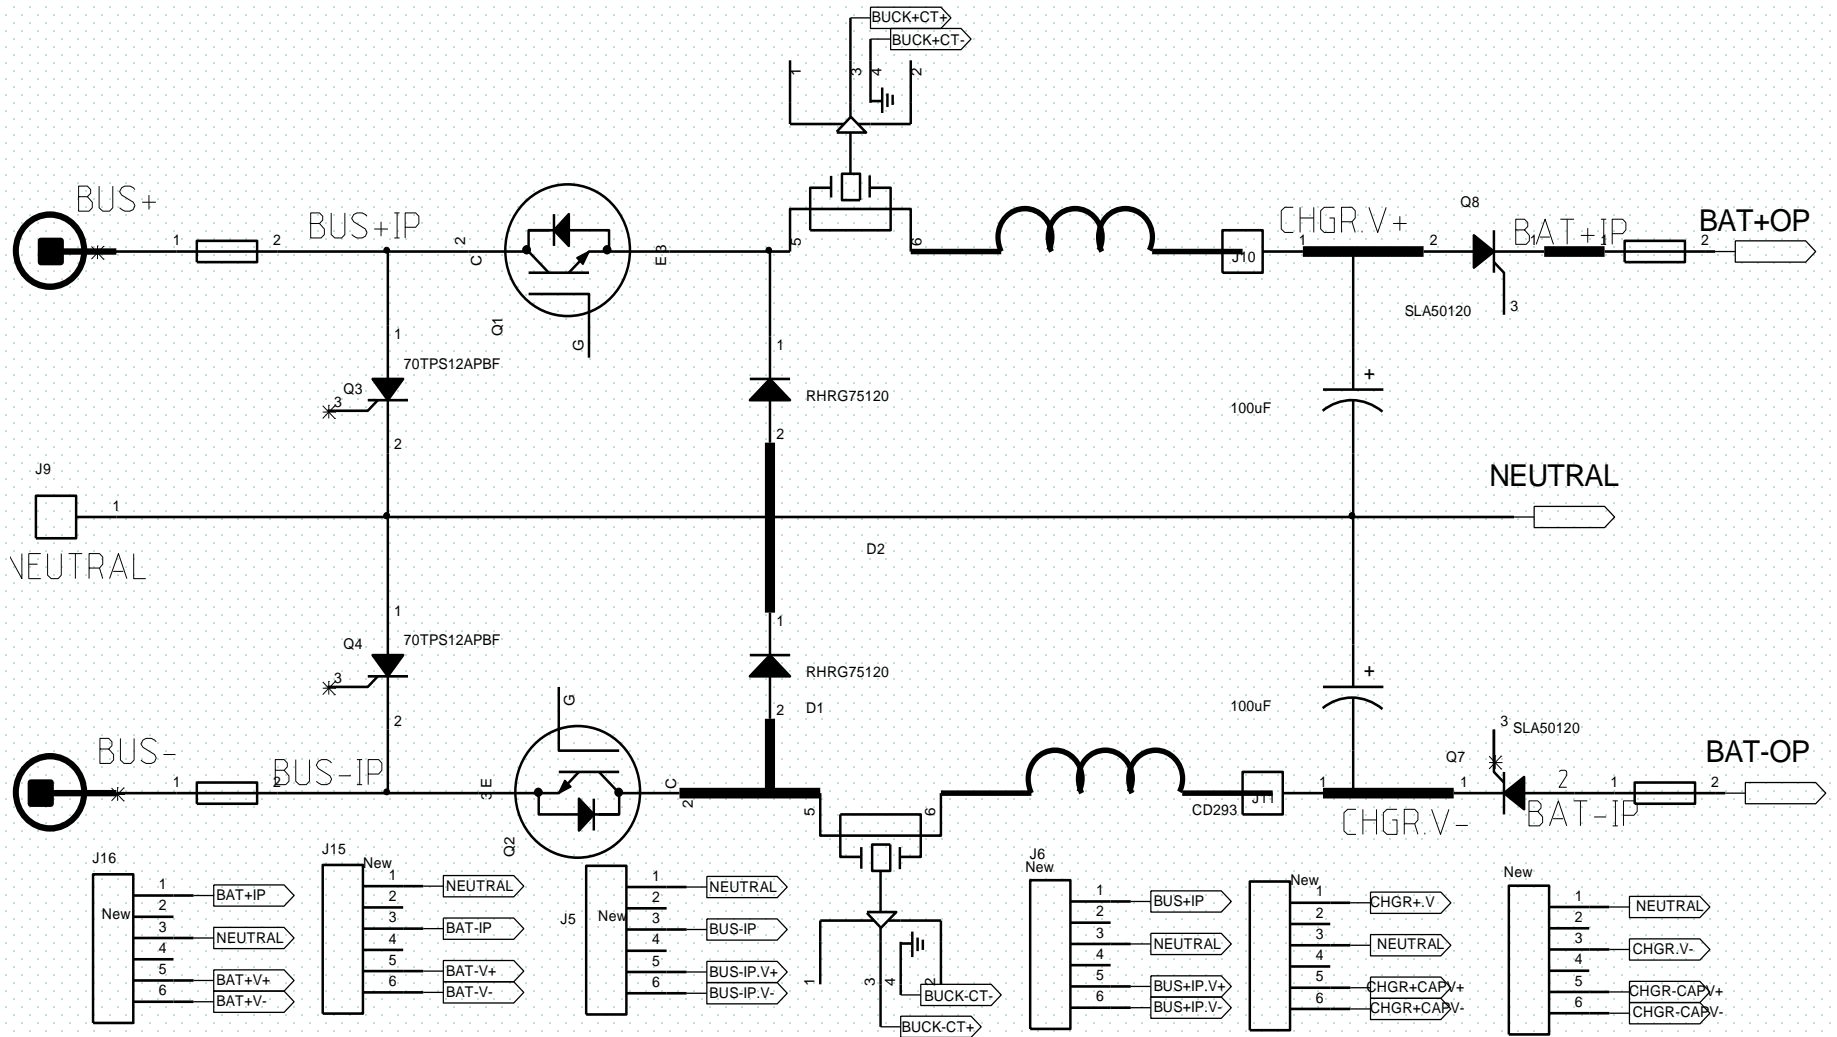 BUCK+CT+
BUCK+CT-
1
3
4
2
BUS+
1
2
BUS+IP
2
C
Q1
G
E
3
5
6
J10
CHGR.V+
1
2
Q8
SLA50120
3
BAT+IP
1
1
2
BAT+OP
1
70TPS12APBF
Q3
3
2
1
RHRG75120
2
+
100uF
J9
1
NEUTRAL
NEUTRAL
D2
1
Q4
70TPS12APBF
3
2
1
RHRG75120
2
D1
+
100uF
BUS-
1
2
BUS-IP
3
E
Q2
G
C
2
5
6
CD293
J11
1
CHGR.V-
Q7
1
3
SLA50120
2
BAT-IP
1
2
BAT-OP
J16
New
1
BAT+IP
2
3
NEUTRAL
4
5
BAT+V+
6
BAT+V-
J15
New
1
NEUTRAL
2
3
BAT-IP
4
5
BAT-V+
6
BAT-V-
J5
New
1
NEUTRAL
2
3
BUS-IP
4
5
BUS-IP.V+
6
BUS-IP.V-
1
3
4
2
BUCK-CT-
BUCK-CT+
J6
New
1
BUS+IP
2
3
NEUTRAL
4
5
BUS+IP.V+
6
BUS+IP.V-
New
1
CHGR+.V
2
3
NEUTRAL
4
5
CHGR+CAPV+
6
CHGR+CAPV-
New
1
NEUTRAL
2
3
CHGR.V-
4
5
CHGR-CAPV+
6
CHGR-CAPV-